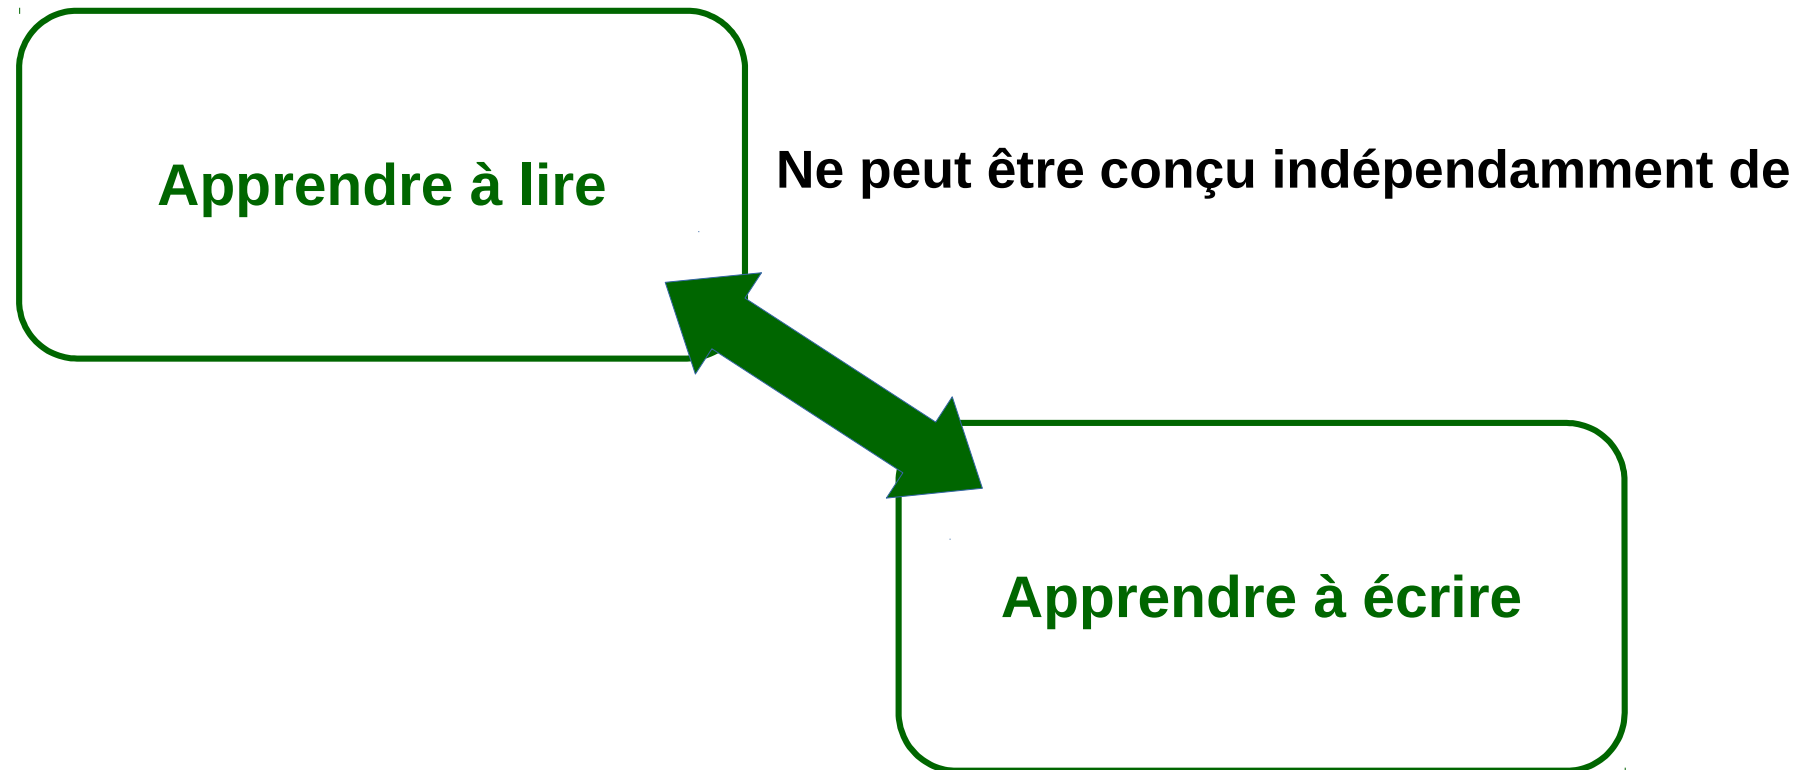 Apprendre à lire
Ne peut être conçu indépendamment de
Apprendre à écrire